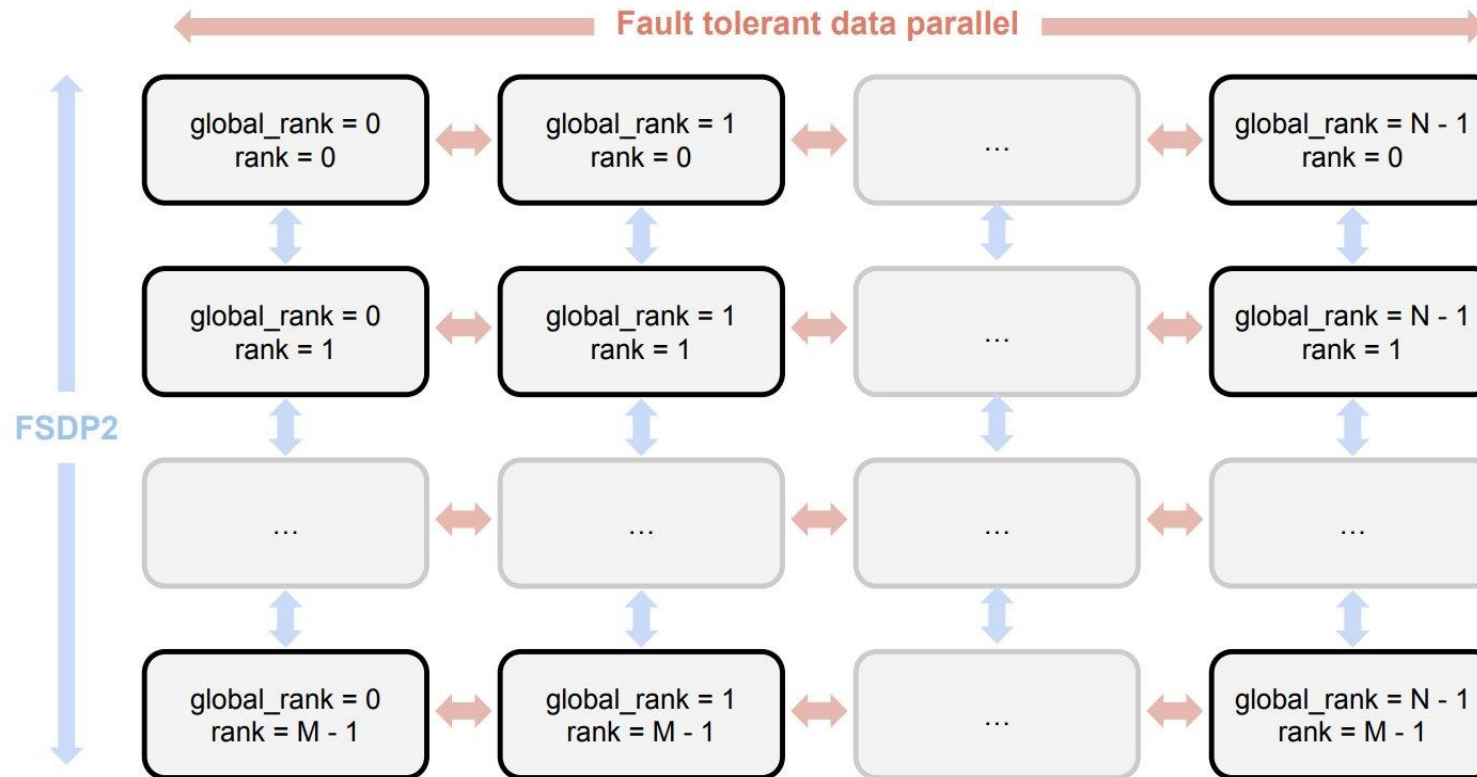 Fault tolerant data parallel
global_rank = 0
rank = 0
global_rank = 1
rank = 0
...
global_rank = N - 1
rank = 0
global_rank = 0
rank = 1
global_rank = 1
rank = 1
...
global_rank = N - 1
rank = 1
FSDP2
...
...
...
...
global_rank = 0
rank = M - 1
global_rank = 1
rank = M - 1
...
global_rank = N - 1
rank = M - 1